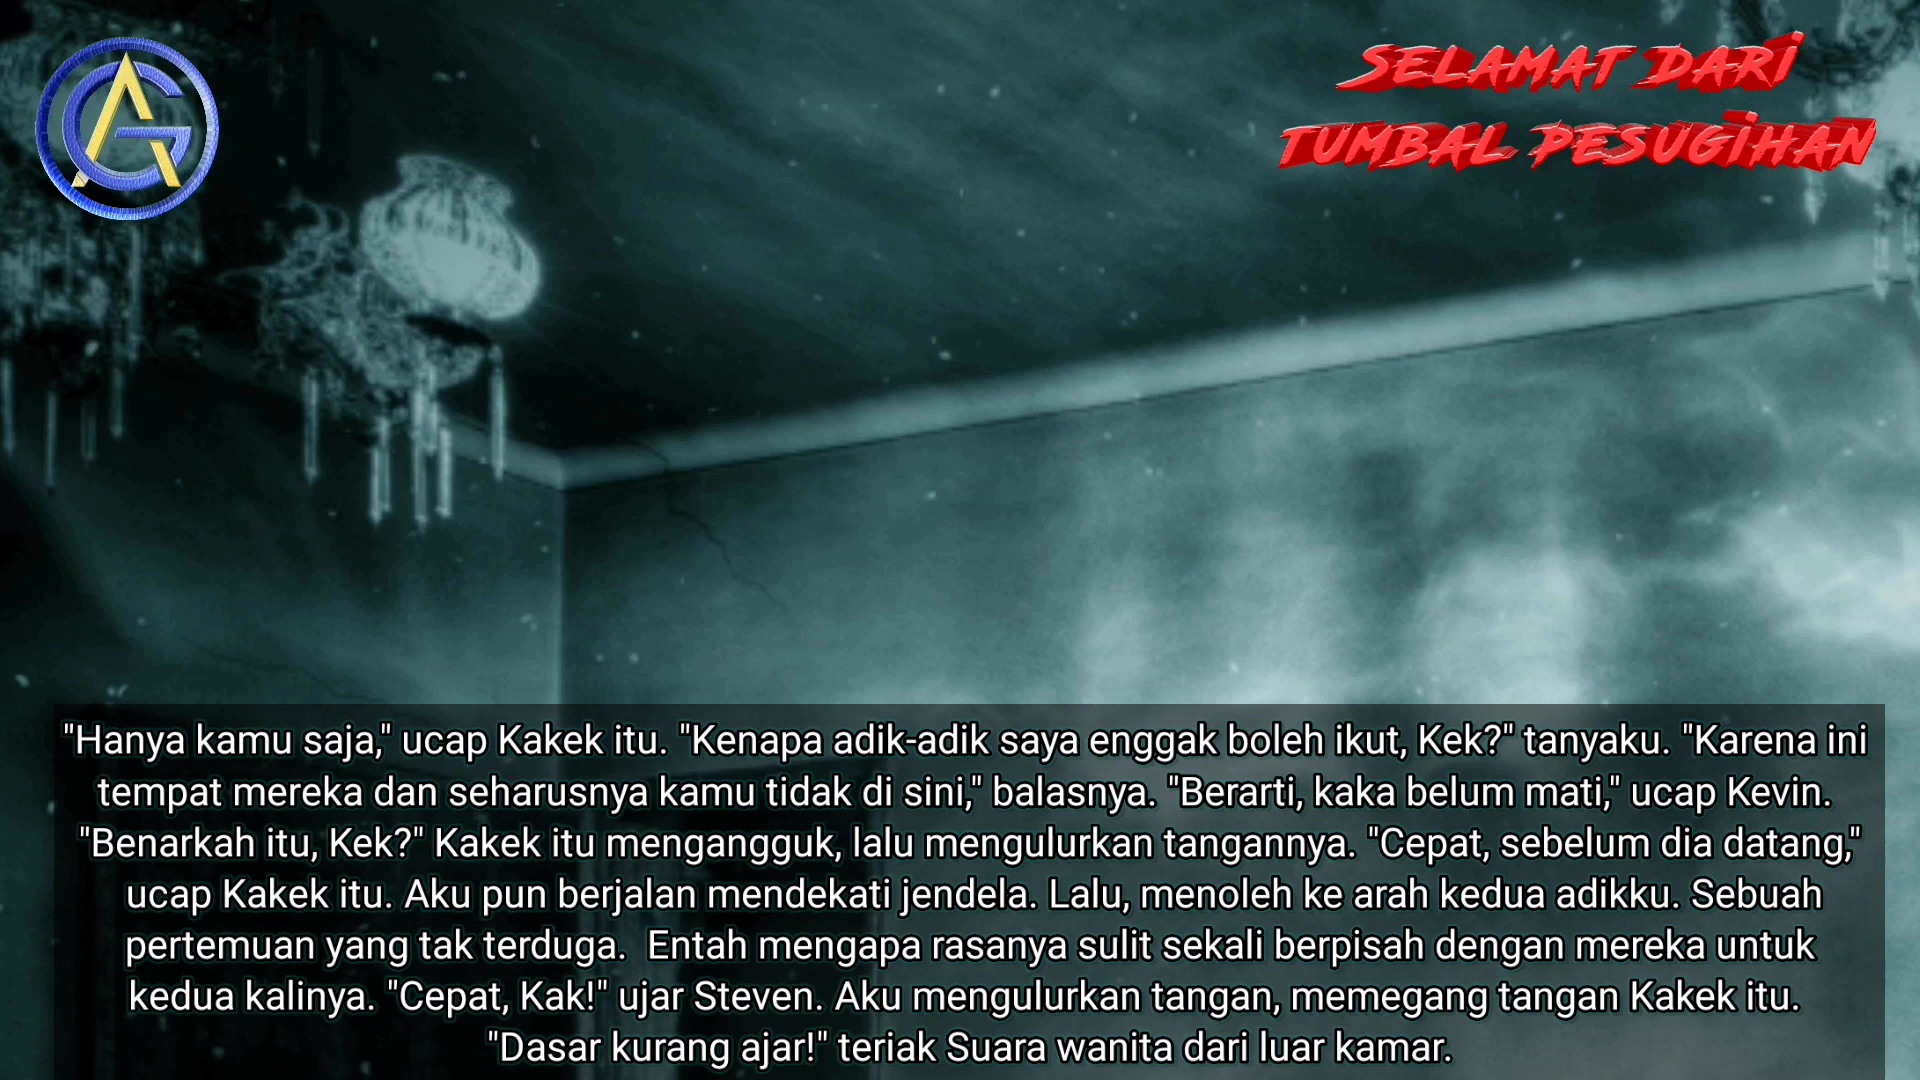 AG
SELAMAT DARI
TUMBAL PESUGIHAN
"Hanya kamu saja," ucap Kakek itu. "Kenapa adik-adik saya enggak boleh ikut, Kek?" tanyaku. "Karena ini
tempat mereka dan seharusnya kamu tidak di sini," balasnya. "Berarti, kaka belum mati," ucap Kevin.
"Benarkah itu, Kek?" Kakek itu mengangguk, lalu mengulurkan tangannya. "Cepat, sebelum dia datang,"
ucap Kakek itu. Aku pun berjalan mendekati jendela. Lalu, menoleh ke arah kedua adikku. Sebuah
pertemuan yang tak terduga.  Entah mengapa rasanya sulit sekali berpisah dengan mereka untuk
kedua kalinya. "Cepat, Kak!" ujar Steven. Aku mengulurkan tangan, memegang tangan Kakek itu.
"Dasar kurang ajar!" teriak Suara wanita dari luar kamar.